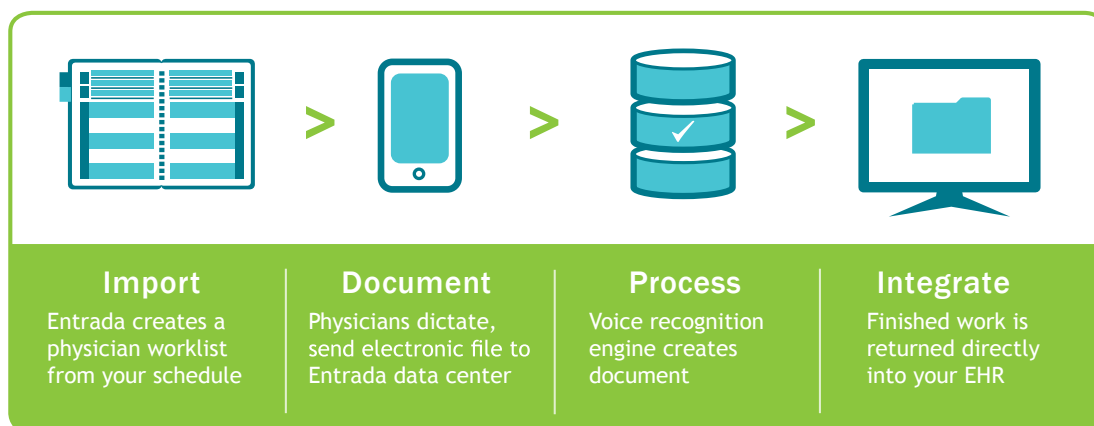 > > >
Import
Entrada creates a
physician worklist
from your schedule
Document
Physicians dictate,
send electronic file to
Entrada data center
Process
Voice recognition
engine creates
document
Integrate
Finished work is
returned directly
into your EHR